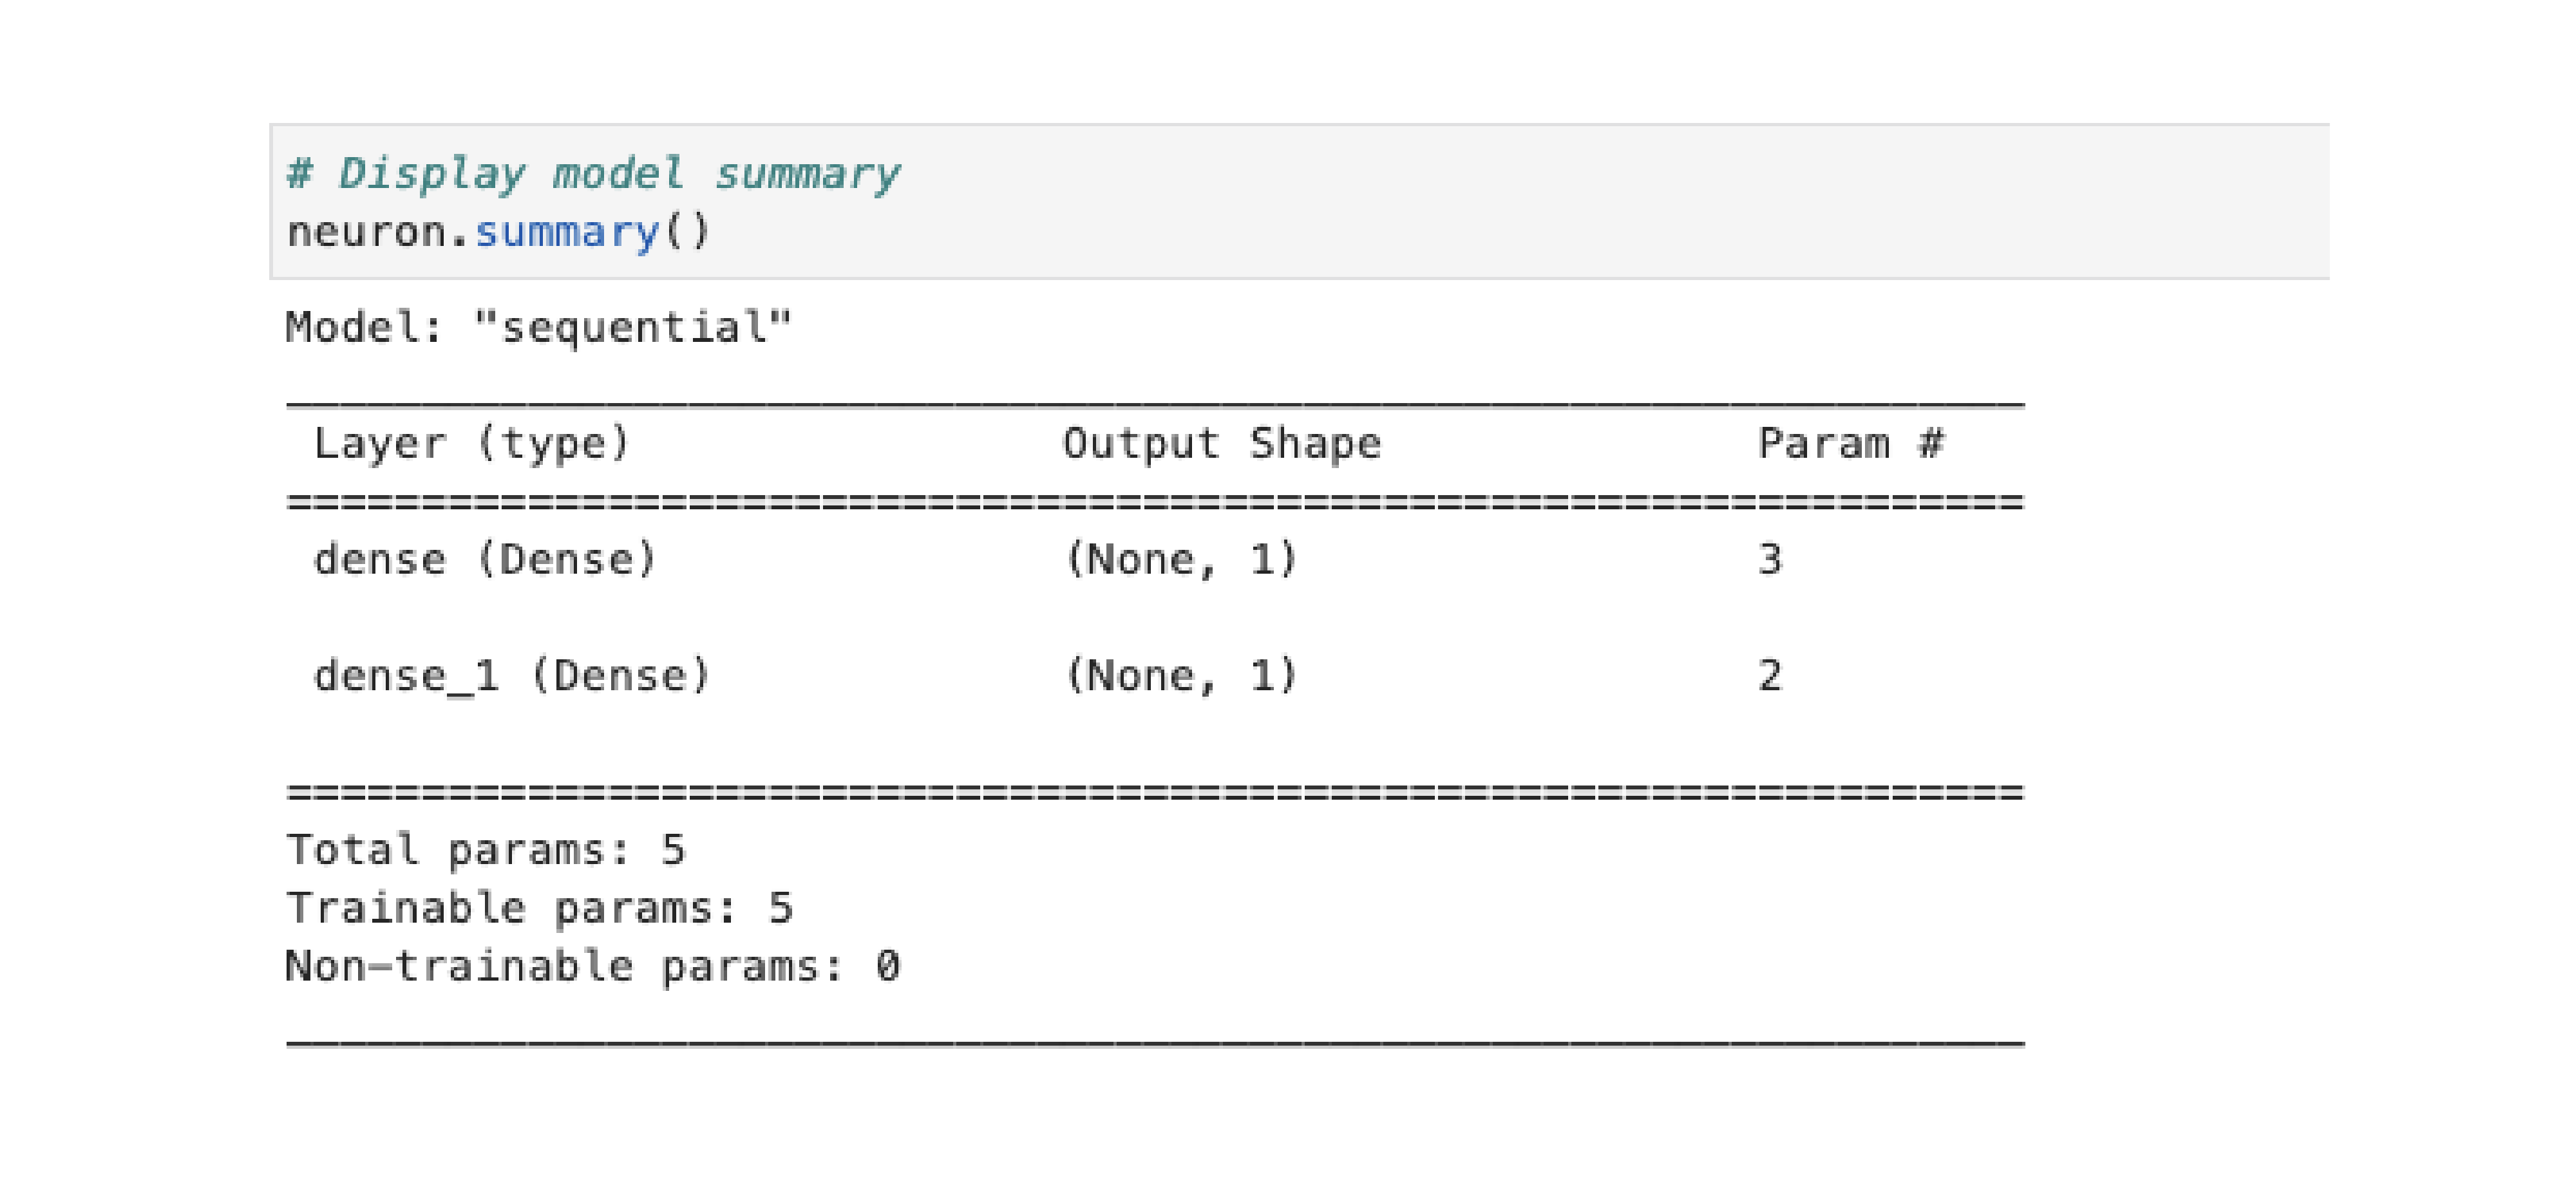 # Display model summary
neuron.summary()
Model: "sequential"
_________________________________________________________________
Layer (type)                Output Shape              Param #
=================================================================
dense (Dense)               (None, 1)                 3
dense_1 (Dense)             (None, 1)                 2
=================================================================
Total params: 5
Trainable params: 5
Non-trainable params: 0
_________________________________________________________________